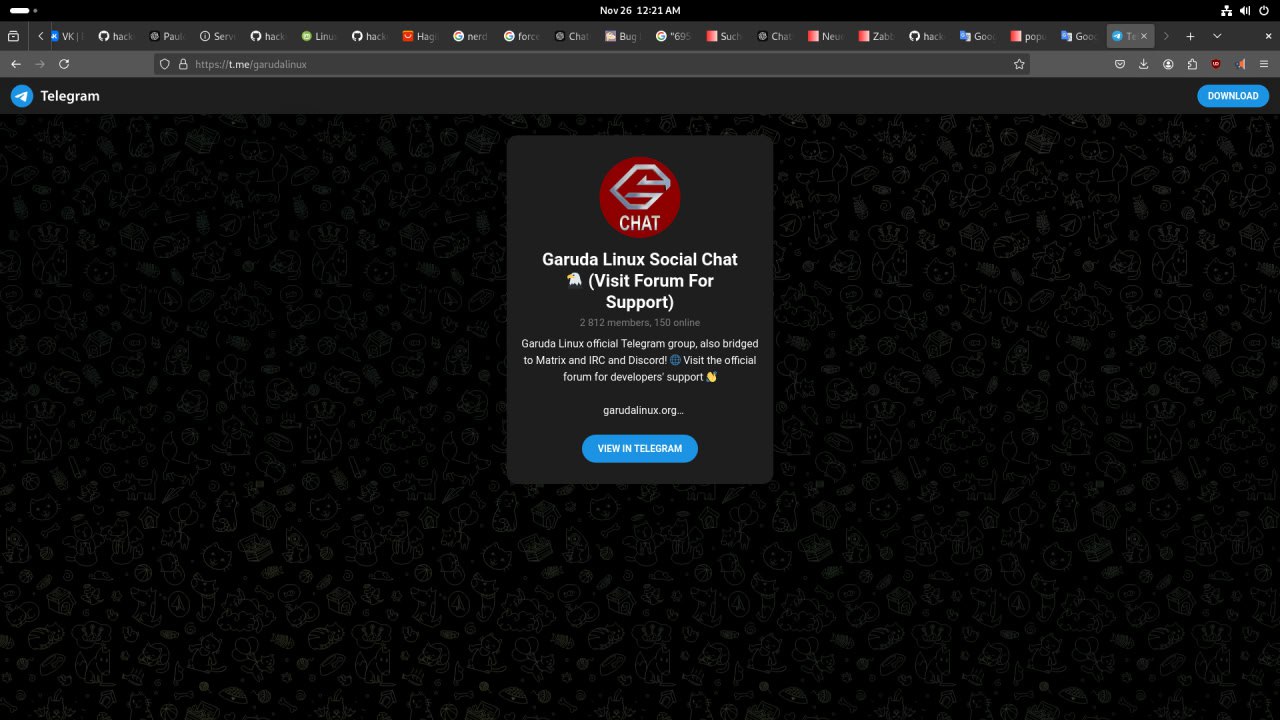 Nov 26 12:21 AM
VK | hack Paul Serv hack Linu hack Hagi nerd force Chat Bug "695 Such Chat Neue Zabb hack Goog popu Goog Te
https://t.me/garudalinux
Telegram
DOWNLOAD
CHAT
Garuda Linux Social Chat
🦅 (Visit Forum For
Support)
2 812 members, 150 online
Garuda Linux official Telegram group, also bridged
to Matrix and IRC and Discord! 🌐 Visit the official
forum for developers' support 👋
garudalinux.org…
VIEW IN TELEGRAM